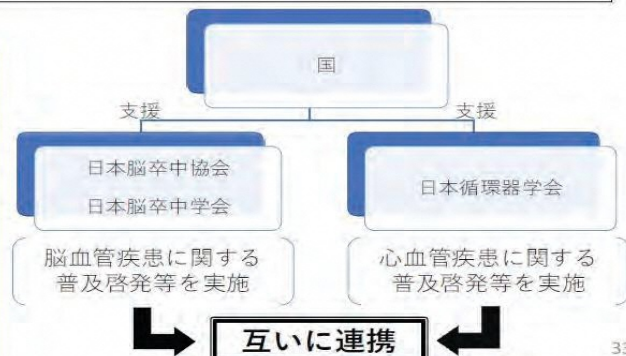 国
支援
支援
日本脳卒中協会
日本脳卒中学会
日本循環器学会
脳血管疾患に関する
普及啓発等を実施
心血管疾患に関する
普及啓発等を実施
互いに連携